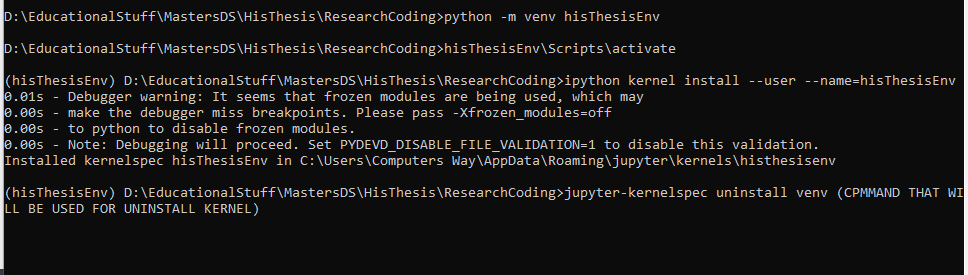 D:\EducationalStuff\MastersDS\HisThesis\ResearchCoding>python -m venv hisThesisEnv
D:\EducationalStuff\MastersDS\HisThesis\ResearchCoding>hisThesisEnv\Scripts\activate
(hisThesisEnv) D:\EducationalStuff\MastersDS\HisThesis\ResearchCoding>ipython kernel install --user --name=hisThesisEnv
0.01s - Debugger warning: It seems that frozen modules are being used, which may
0.00s - make the debugger miss breakpoints. Please pass -Xfrozen_modules=off
0.00s - to python to disable frozen modules.
0.00s - Note: Debugging will proceed. Set PYDEVD_DISABLE_FILE_VALIDATION=1 to disable this validation.
Installed kernelspec hisThesisEnv in C:\Users\Computers Way\AppData\Roaming\jupyter\kernels\histhesisenv
(hisThesisEnv) D:\EducationalStuff\MastersDS\HisThesis\ResearchCoding>jupyter-kernelspec uninstall venv (CPMMAND THAT WI
LL BE USED FOR UNINSTALL KERNEL)